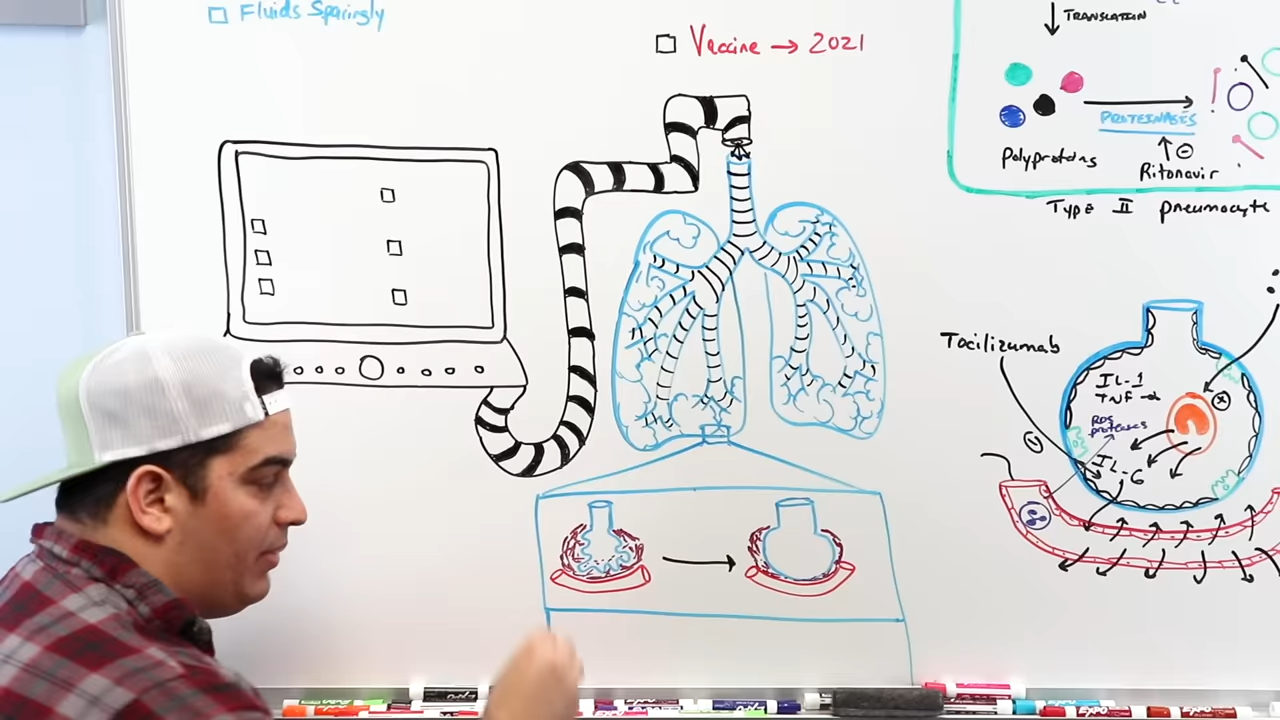 Fluids Sparingly
Vaccine → 2021
TRANSLATION
PROTEINASES
Polyproteins
Ritonavir
Type II pneumocyte
Tocilizumab
IL-1
TNF-α
ROS
proteases
IL-6
EXPO